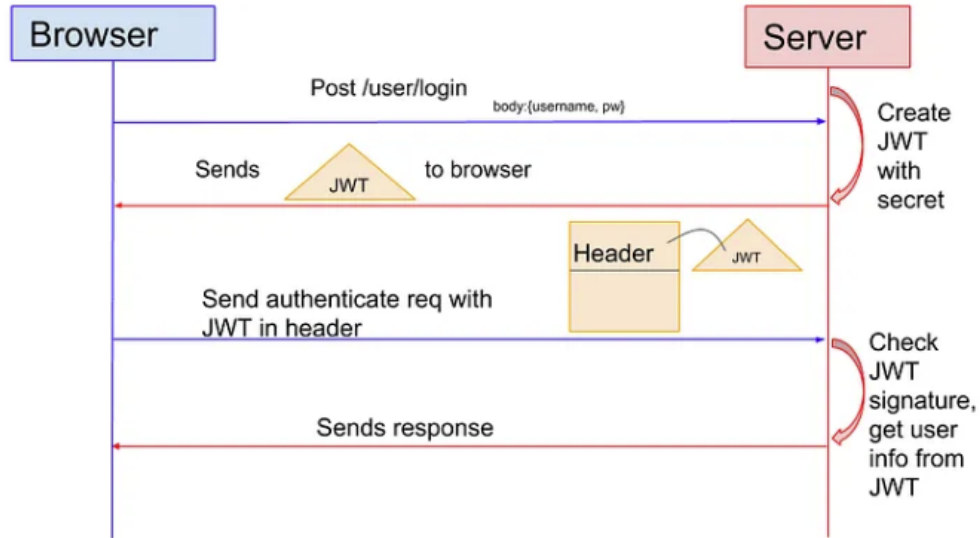 Browser
Server
Post /user/login
body:{username, pw}
Create
JWT
with
secret
Sends
JWT
to browser
Header
JWT
Send authenticate req with
JWT in header
Check
JWT
signature,
get user
info from
JWT
Sends response